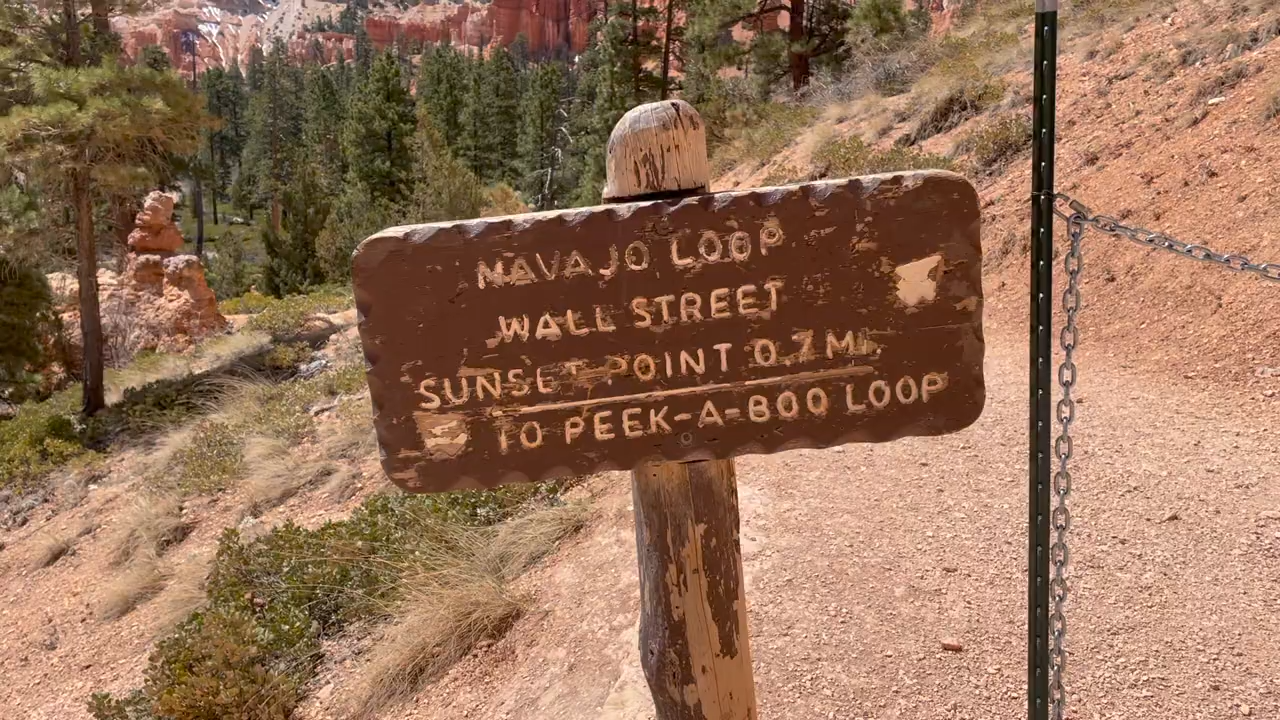 NAVAJO LOOP
WALL STREET
SUNSET POINT 0.7 MI.
TO PEEK-A-BOO LOOP